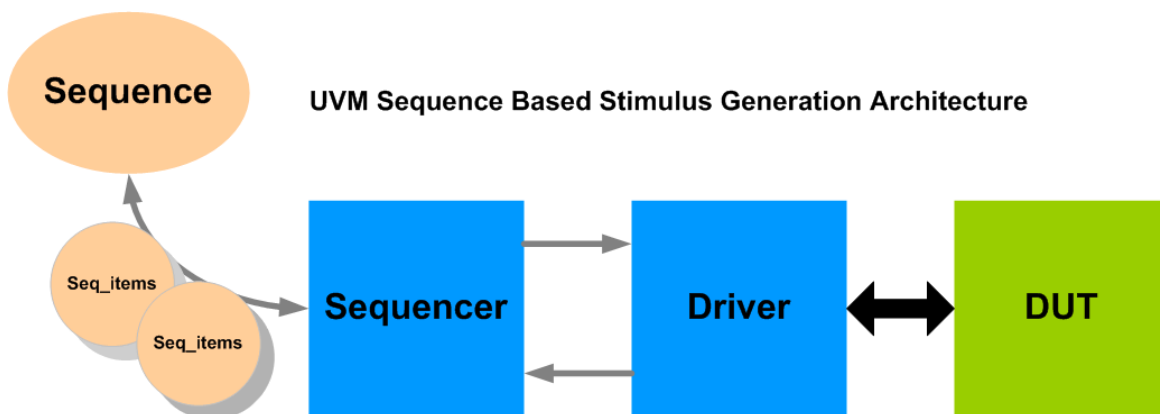 Sequence
UVM Sequence Based Stimulus Generation Architecture
Seq_items
Seq_items
Sequencer
Driver
DUT